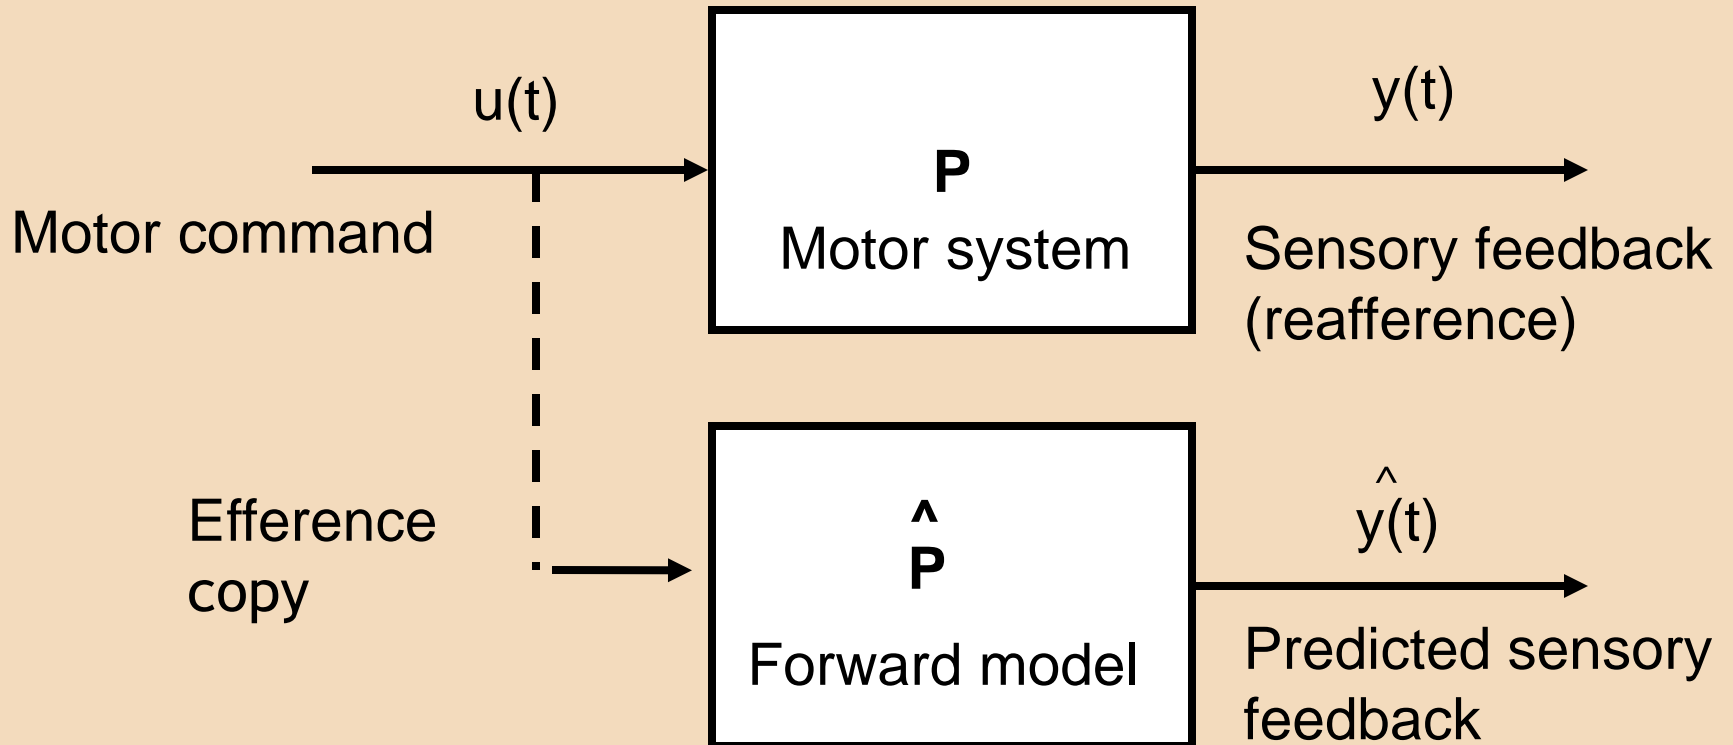 u(t)
y(t)
P
Motor command
Motor system
Sensory feedback
(reafference)
Efference
copy
^
y(t)
^
P
Forward model
Predicted sensory
feedback